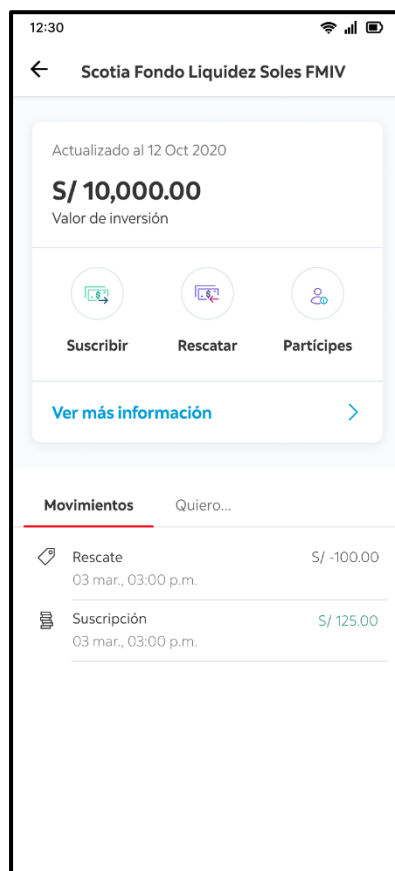 12:30
Scotia Fondo Liquidez Soles FMIV
Actualizado al 12 Oct 2020
S/ 10,000.00
Valor de inversión
Suscribir Rescatar Partícipes
Ver más información
Movimientos Quiero...
Rescate S/ -100.00
03 mar., 03:00 p.m.
Suscripción S/ 125.00
03 mar., 03:00 p.m.